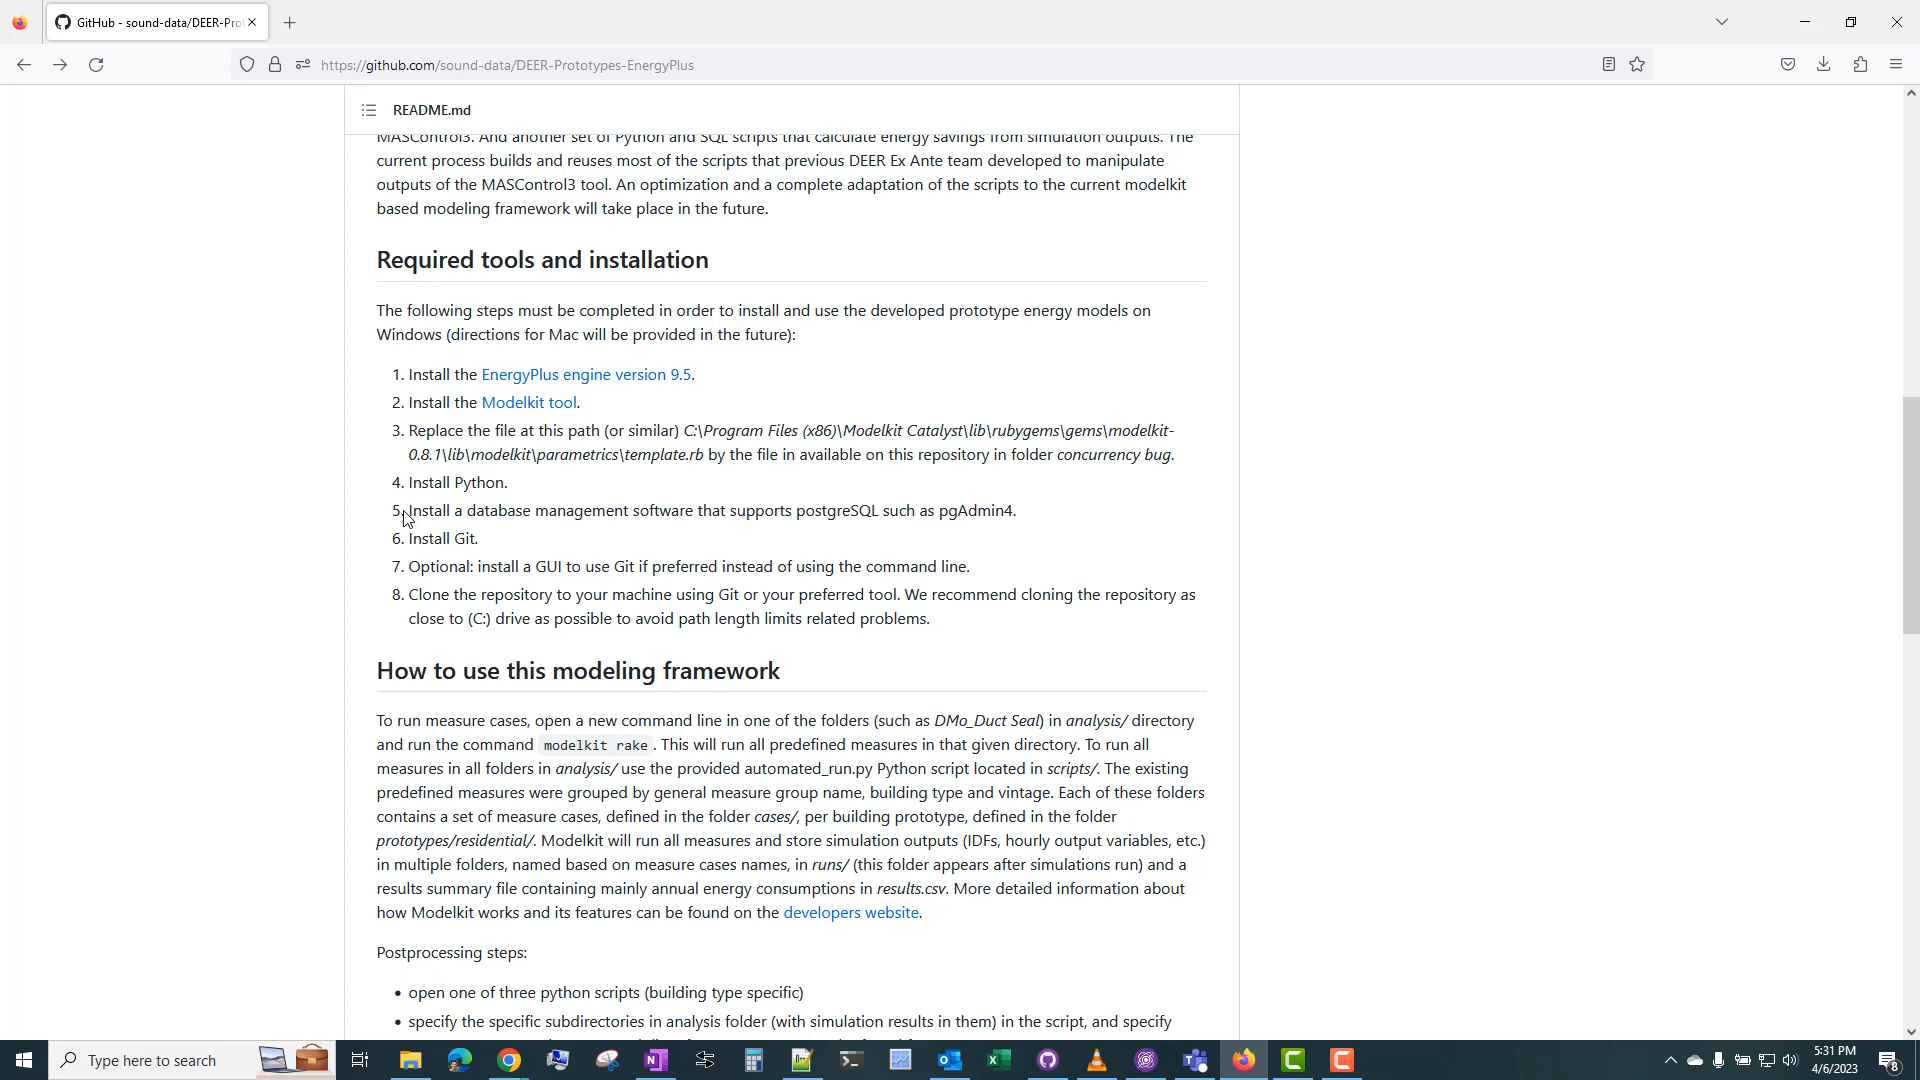 GitHub - sound-data/DEER-Pro
https://github.com/sound-data/DEER-Prototypes-EnergyPlus
README.md
MASControl3. And another set of Python and SQL scripts that calculate energy savings from simulation outputs. The
current process builds and reuses most of the scripts that previous DEER Ex Ante team developed to manipulate
outputs of the MASControl3 tool. An optimization and a complete adaptation of the scripts to the current modelkit
based modeling framework will take place in the future.
Required tools and installation
The following steps must be completed in order to install and use the developed prototype energy models on
Windows (directions for Mac will be provided in the future):
1. Install the EnergyPlus engine version 9.5.
2. Install the Modelkit tool.
3. Replace the file at this path (or similar) C:\Program Files (x86)\Modelkit Catalyst\lib\rubygems\gems\modelkit-
0.8.1\lib\modelkit\parametrics\template.rb by the file in available on this repository in folder concurrency bug.
4. Install Python.
5. Install a database management software that supports postgreSQL such as pgAdmin4.
6. Install Git.
7. Optional: install a GUI to use Git if preferred instead of using the command line.
8. Clone the repository to your machine using Git or your preferred tool. We recommend cloning the repository as
close to (C:) drive as possible to avoid path length limits related problems.
How to use this modeling framework
To run measure cases, open a new command line in one of the folders (such as DMo_Duct Seal) in analysis/ directory
and run the command modelkit rake. This will run all predefined measures in that given directory. To run all
measures in all folders in analysis/ use the provided automated_run.py Python script located in scripts/. The existing
predefined measures were grouped by general measure group name, building type and vintage. Each of these folders
contains a set of measure cases, defined in the folder cases/, per building prototype, defined in the folder
prototypes/residential/. Modelkit will run all measures and store simulation outputs (IDFs, hourly output variables, etc.)
in multiple folders, named based on measure cases names, in runs/ (this folder appears after simulations run) and a
results summary file containing mainly annual energy consumptions in results.csv. More detailed information about
how Modelkit works and its features can be found on the developers website.
Postprocessing steps:
• open one of three python scripts (building type specific)
• specify the specific subdirectories in analysis folder (with simulation results in them) in the script, and specify
Type here to search
5:31 PM
4/6/2023
8